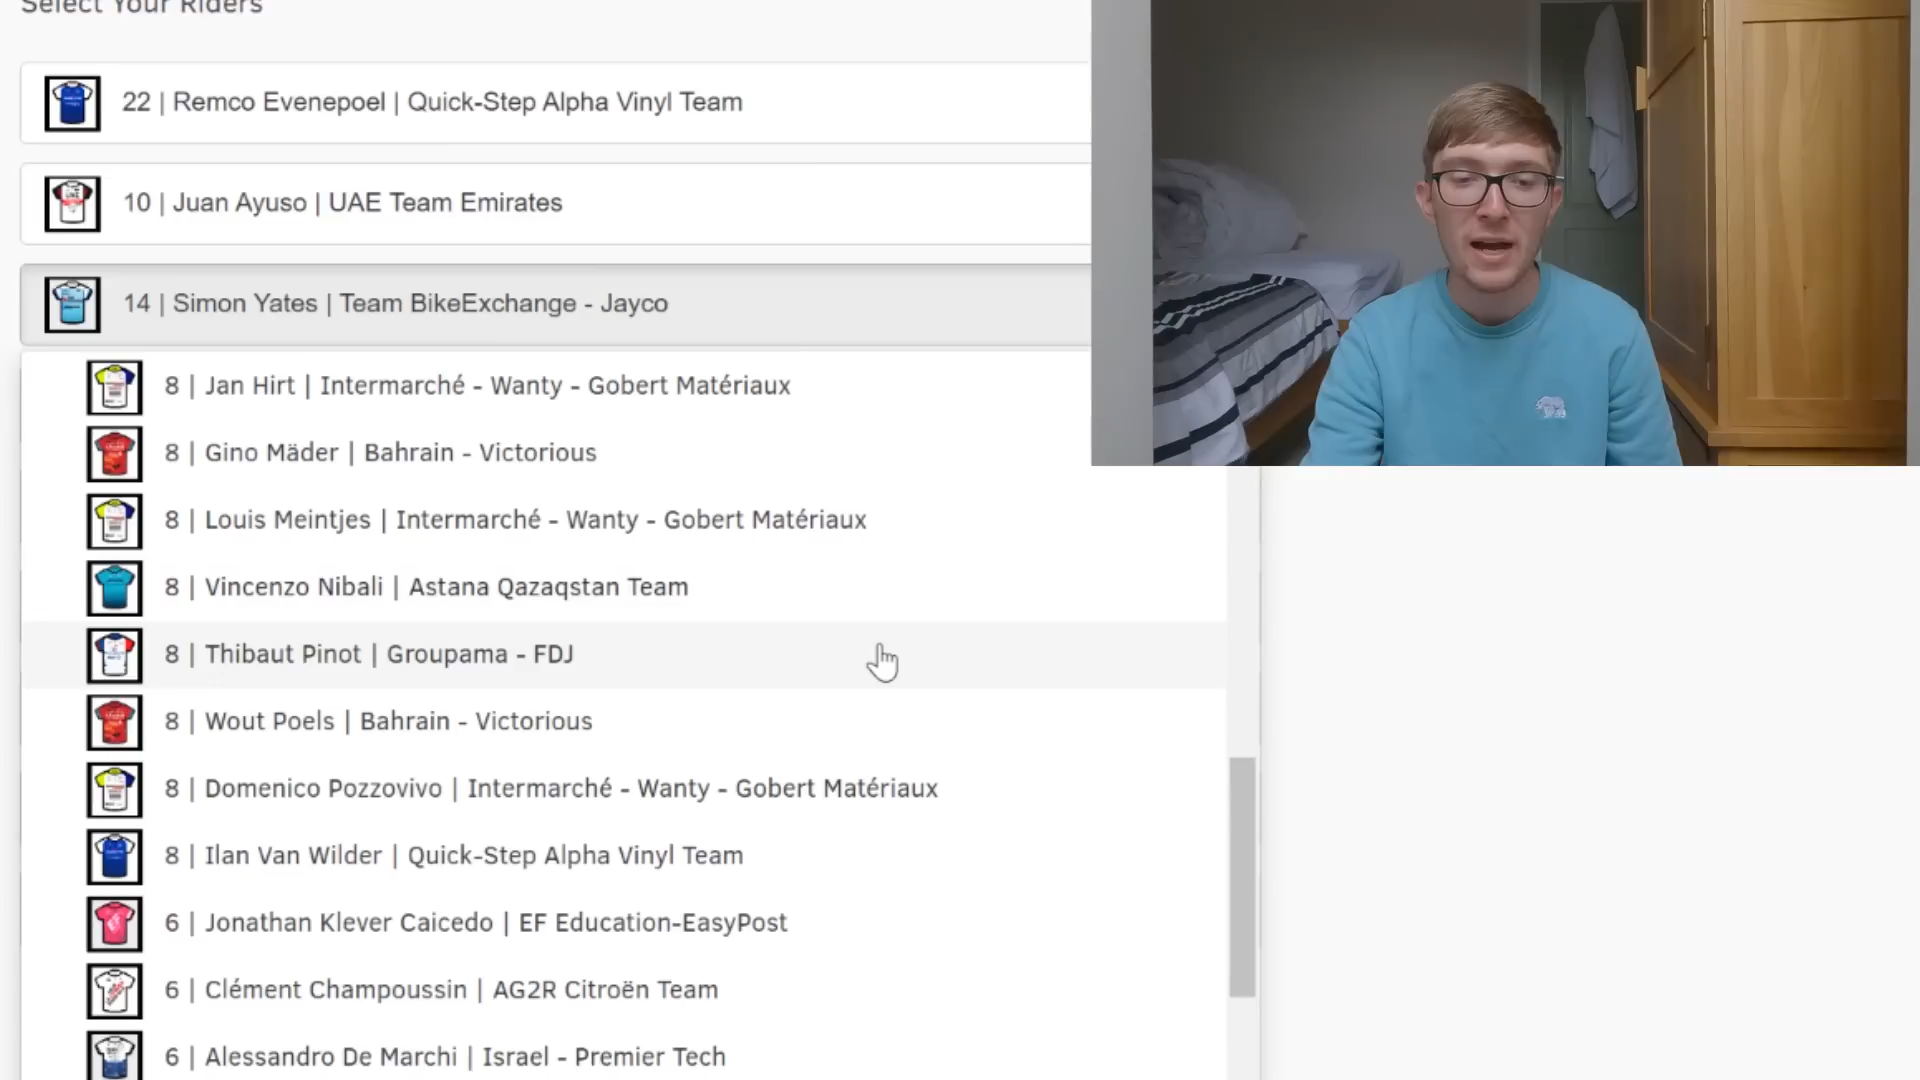 Select Your Riders
22 | Remco Evenepoel | Quick-Step Alpha Vinyl Team
10 | Juan Ayuso | UAE Team Emirates
14 | Simon Yates | Team BikeExchange - Jayco
8 | Jan Hirt | Intermarché - Wanty - Gobert Matériaux
8 | Gino Mäder | Bahrain - Victorious
8 | Louis Meintjes | Intermarché - Wanty - Gobert Matériaux
8 | Vincenzo Nibali | Astana Qazaqstan Team
8 | Thibaut Pinot | Groupama - FDJ
8 | Wout Poels | Bahrain - Victorious
8 | Domenico Pozzovivo | Intermarché - Wanty - Gobert Matériaux
8 | Ilan Van Wilder | Quick-Step Alpha Vinyl Team
6 | Jonathan Klever Caicedo | EF Education-EasyPost
6 | Clément Champoussin | AG2R Citroën Team
6 | Alessandro De Marchi | Israel - Premier Tech